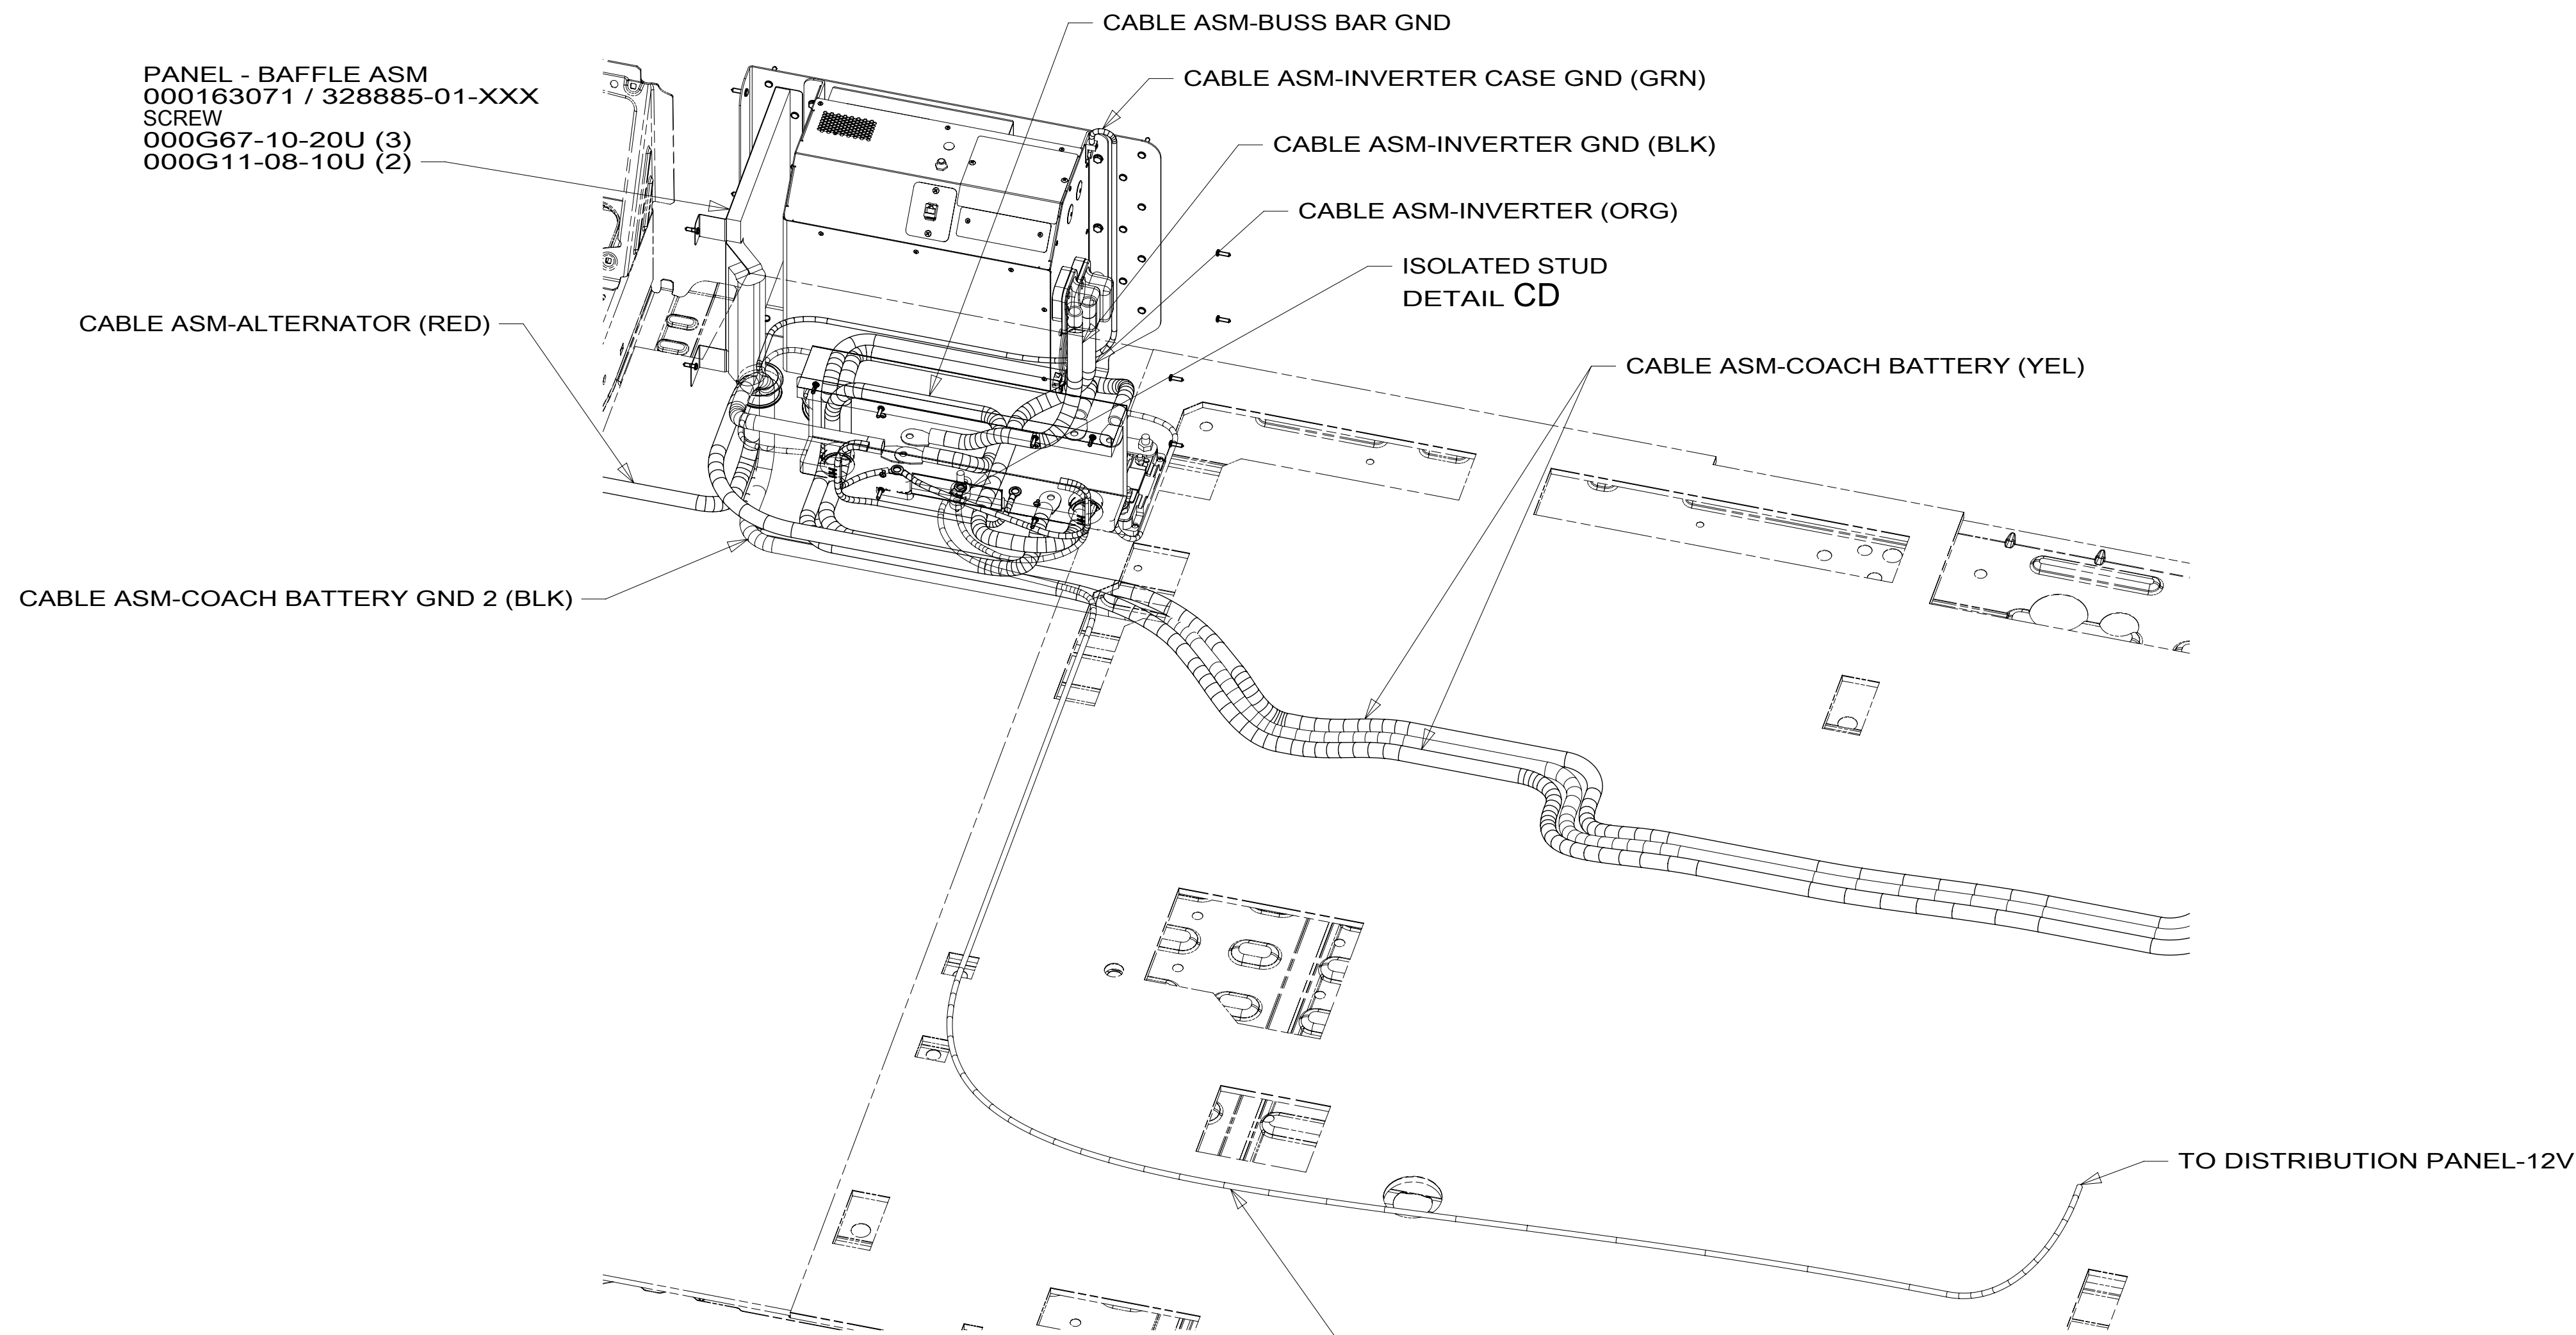 CABLE ASM-BUSS BAR GND
PANEL - BAFFLE ASM
000163071 / 328885-01-XXX
SCREW
000G67-10-20U (3)
000G11-08-10U (2)
CABLE ASM-INVERTER CASE GND (GRN)
CABLE ASM-INVERTER GND (BLK)
CABLE ASM-INVERTER (ORG)
ISOLATED STUD
DETAIL CD
CABLE ASM-ALTERNATOR (RED)
CABLE ASM-COACH BATTERY (YEL)
CABLE ASM-COACH BATTERY GND 2 (BLK)
TO DISTRIBUTION PANEL-12V